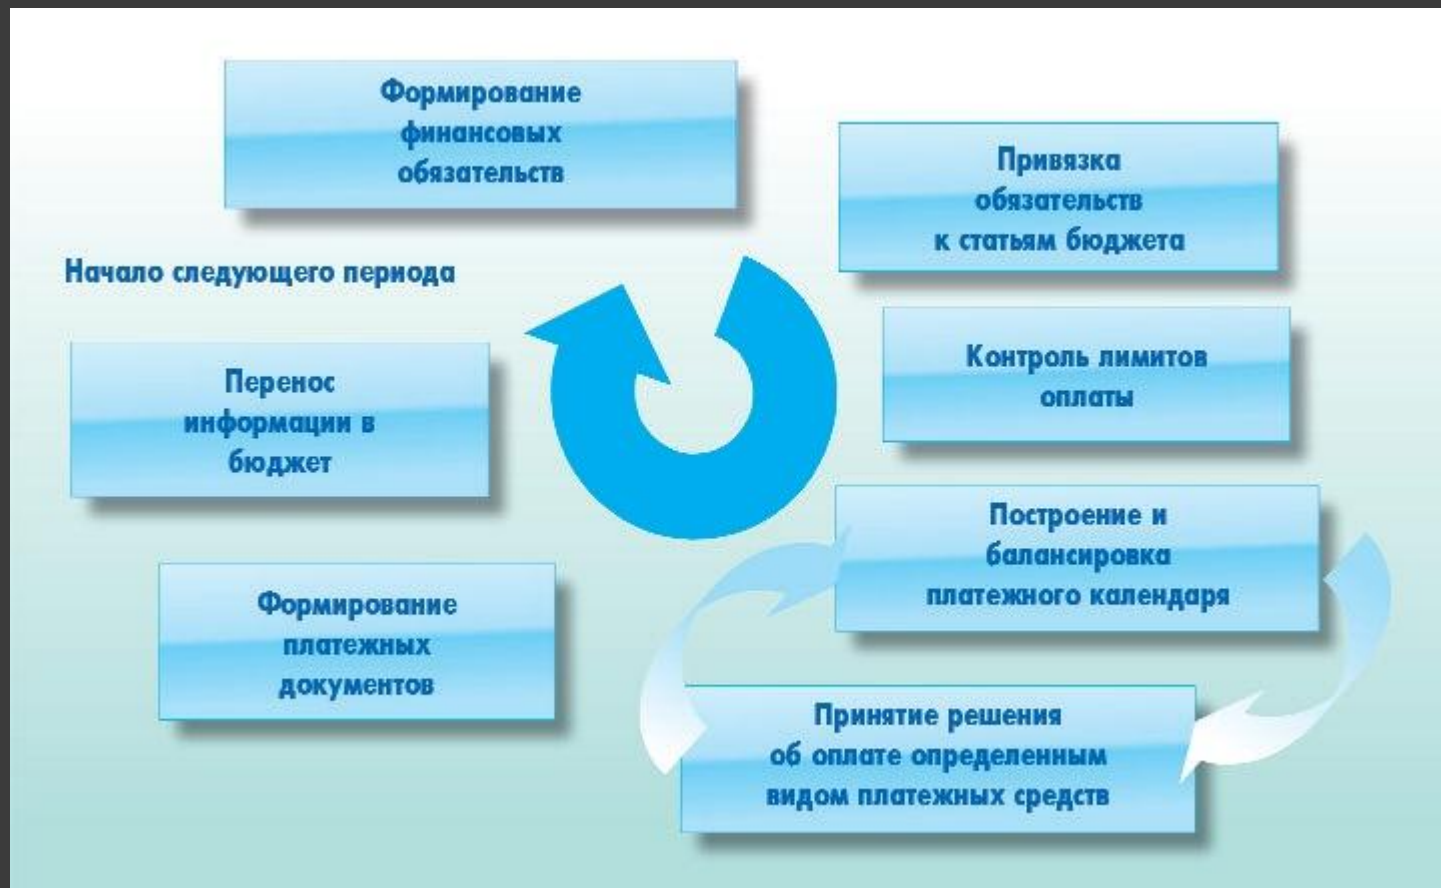 Формирование
финансовых
обязательств
Привязка
обязательств
к статьям бюджета
Начало следующего периода
Контроль лимитов
оплаты
Перенос
информации в
бюджет
Построение и
балансировка
платежного календаря
Формирование
платежных
документов
Принятие решения
об оплате определенным
видом платежных средств